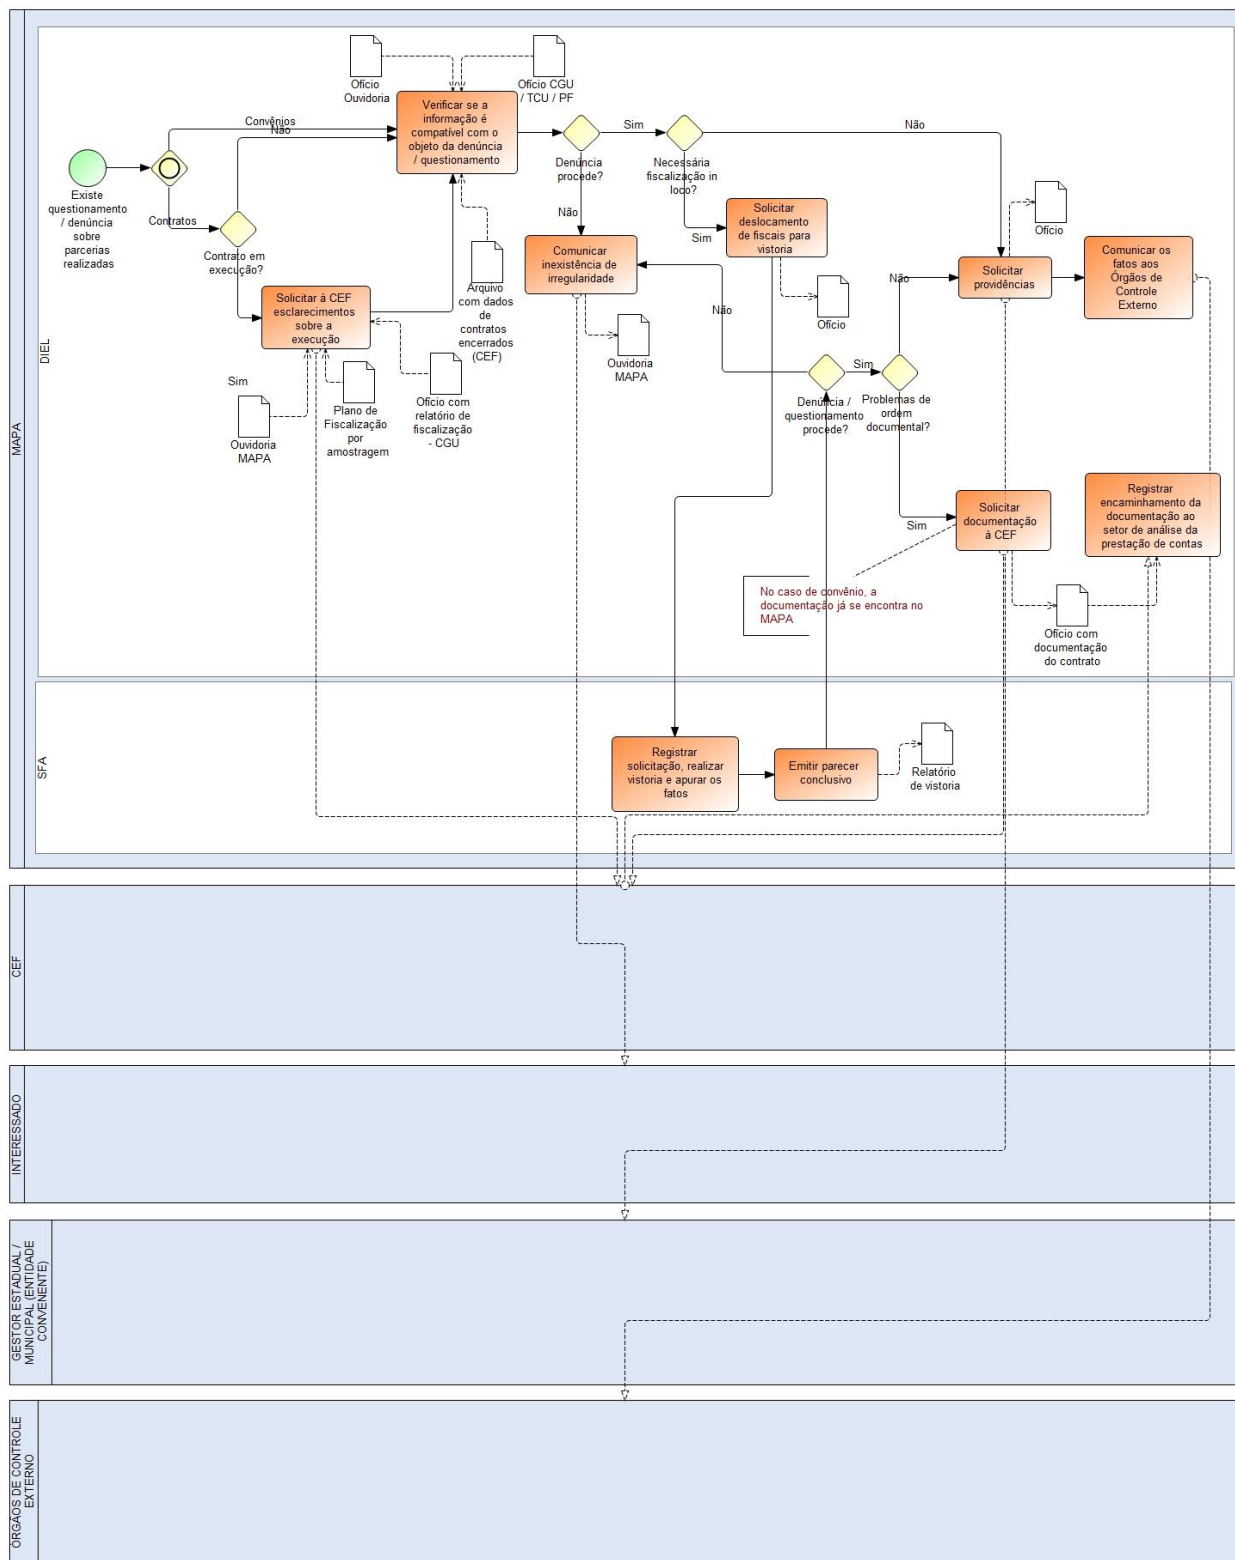 MAPA
DIEL
Existe
questionamento
/ denúncia
sobre
parcerias
realizadas
Convênios
Não
Contratos
Contrato em
execução?
Sim
Ofício
Ouvidoria
Ofício CGU
/ TCU / PF
Verificar se a
informação é
compatível com o
objeto da denúncia
/ questionamento
Solicitar à CEF
esclarecimentos
sobre a
execução
Ouvidoria
MAPA
Plano de
Fiscalização
por
amostragem
Ofício com
relatório de
fiscalização
- CGU
Arquivo
com dados
de
contratos
encerrados
(CEF)
Denúncia
procede?
Sim
Não
Necessária
fiscalização in
loco?
Não
Sim
Comunicar
inexistência de
irregularidade
Ouvidoria
MAPA
Solicitar
deslocamento
de fiscais para
vistoria
Ofício
Não
Denúncia /
questionamento
procede?
Sim
Problemas de
ordem
documental?
Não
Sim
Solicitar
providências
Ofício
Comunicar os
fatos aos
Órgãos de
Controle
Externo
Solicitar
documentação
à CEF
No caso de convênio, a
documentação já se encontra no
MAPA
Ofício com
documentação
do contrato
Registrar
encaminhamento da
documentação ao
setor de análise da
prestação de contas
SFA
Registrar
solicitação, realizar
vistoria e apurar os
fatos
Emitir parecer
conclusivo
Relatório
de vistoria
CEF
INTERESSADO
GESTOR ESTADUAL /
MUNICIPAL (ENTIDADE
CONVENENTE)
ÓRGÃOS DE CONTROLE
EXTERNO